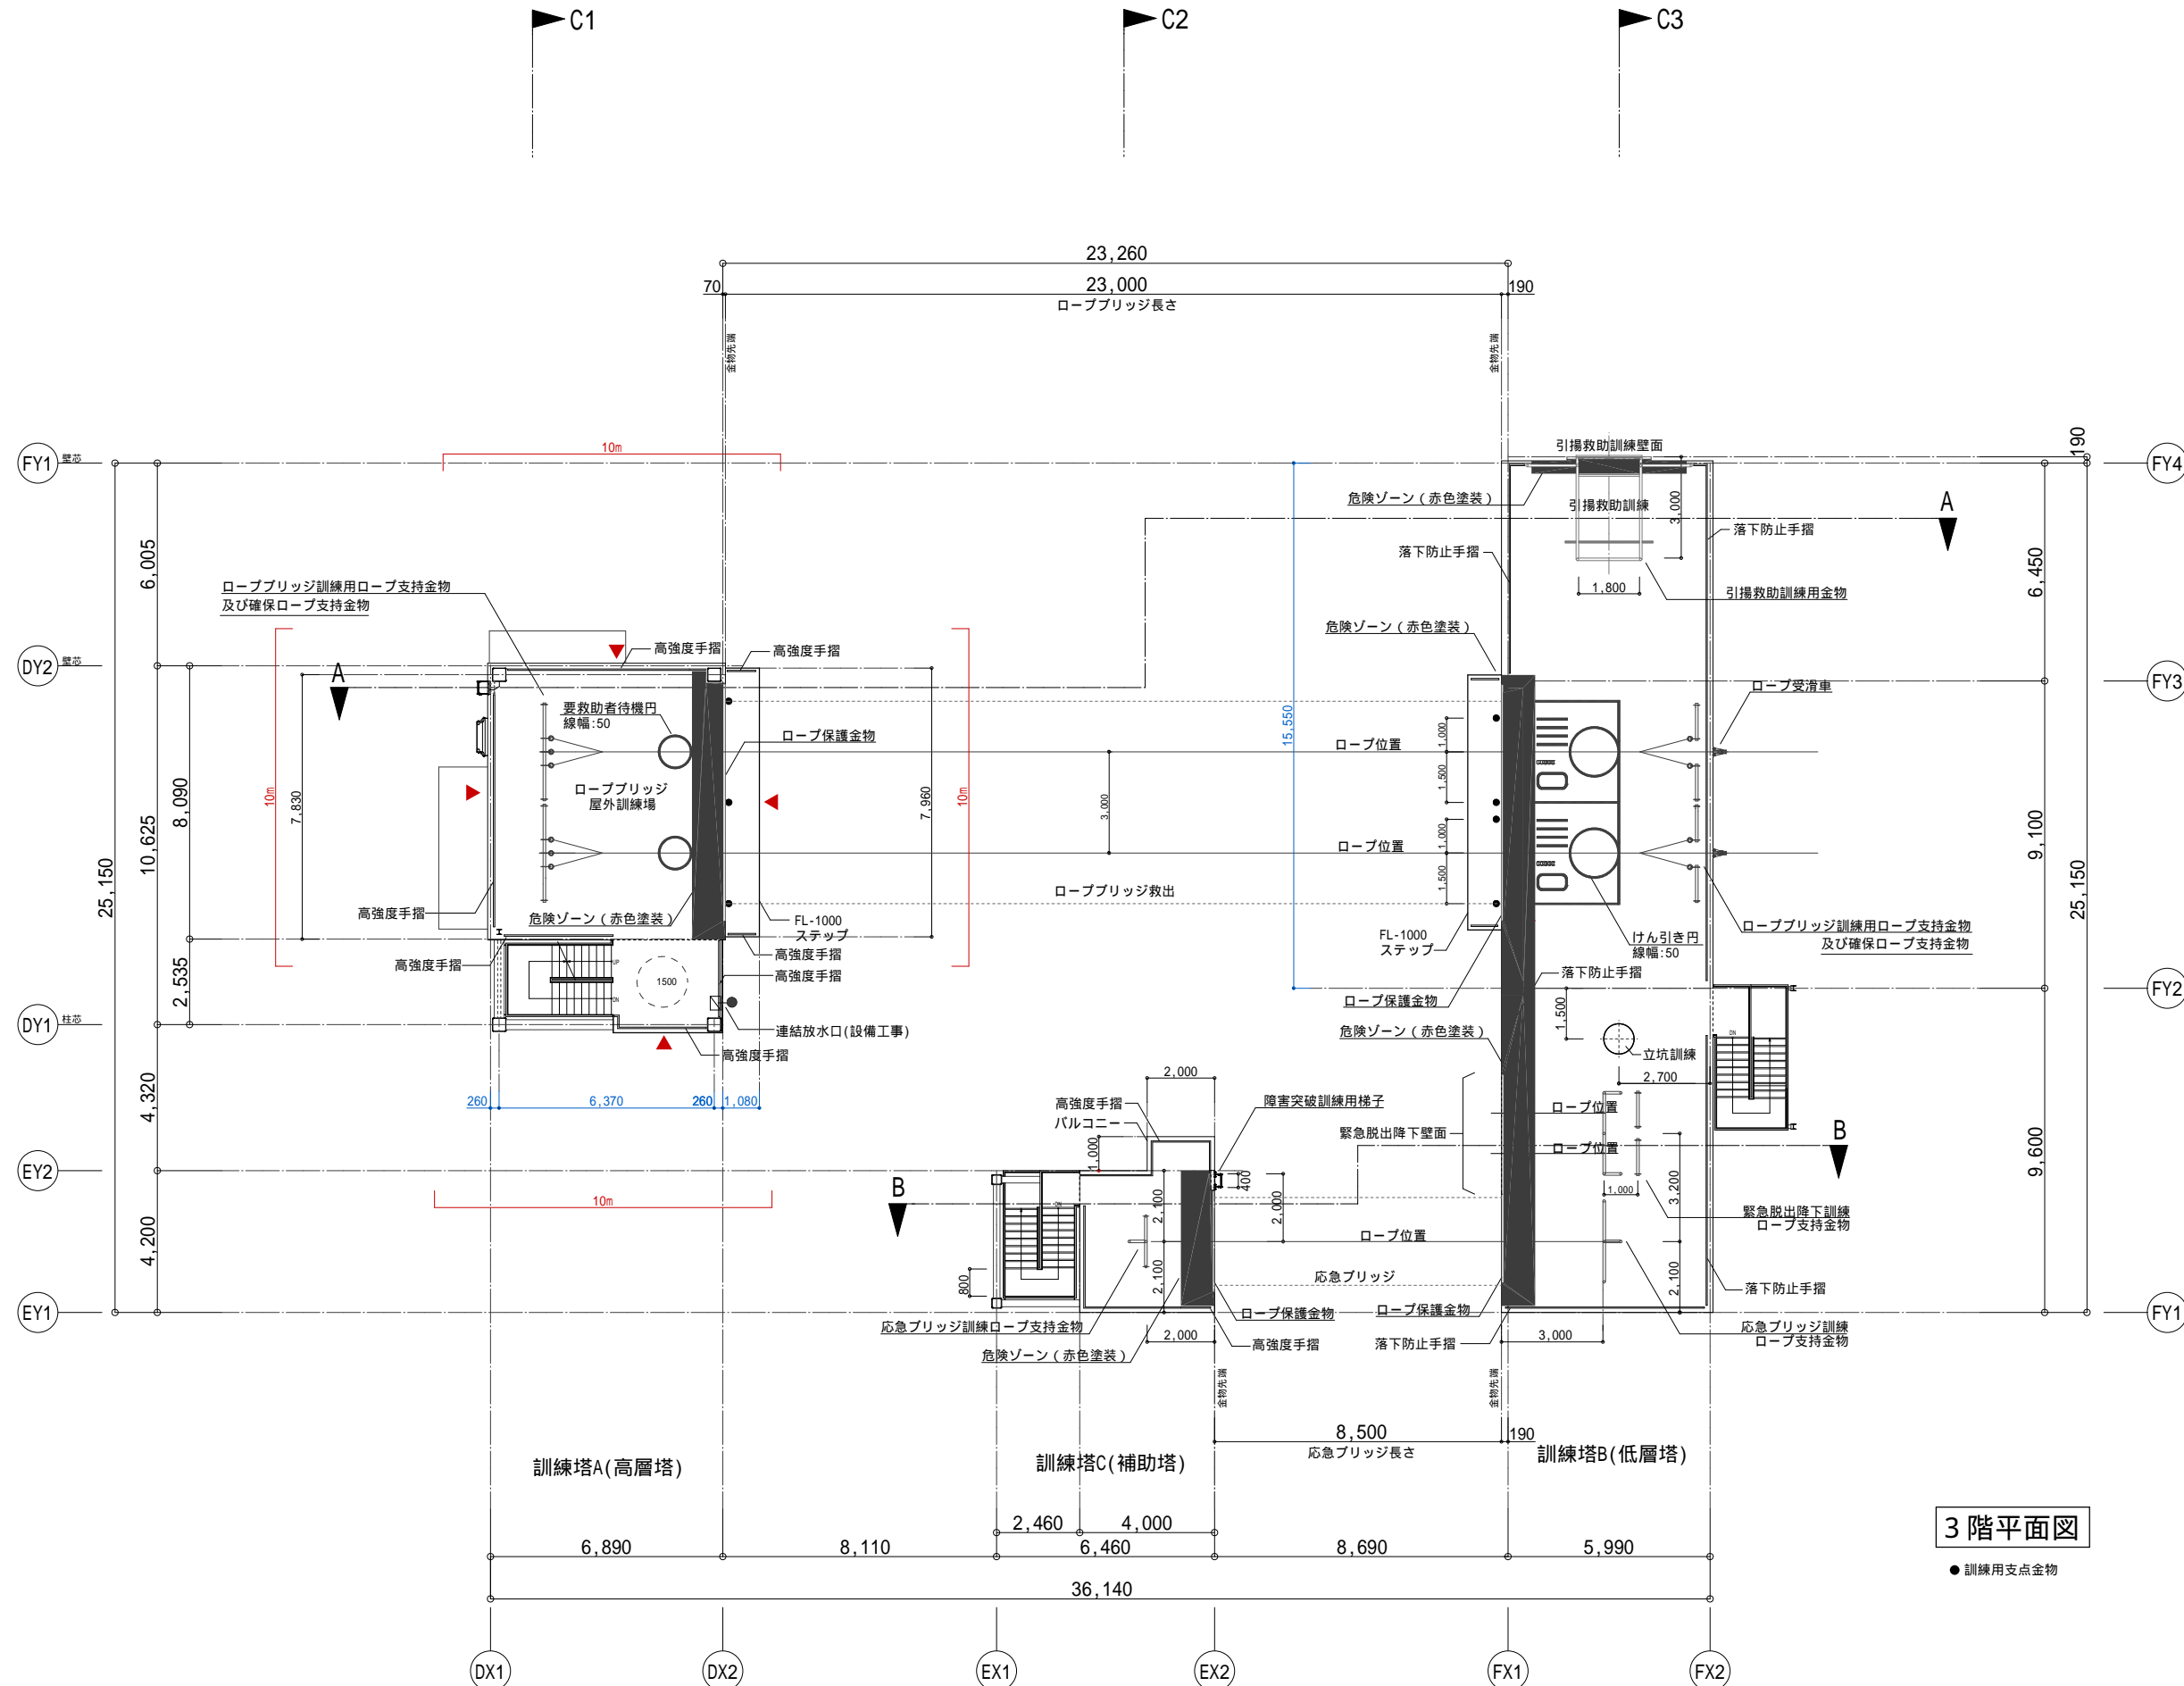 C1
C2
C3
23,260
70
23,000
190
ロープブリッジ長さ
金物先端
金物先端
FY1
壁芯
10m
引揚救助訓練壁面
190
FY4
危険ゾーン（赤色塗装）
引揚救助訓練
3,000
A
落下防止手摺
落下防止手摺
6,005
6,450
ロープブリッジ訓練用ロープ支持金物
及び確保ロープ支持金物
1,800
引揚救助訓練用金物
危険ゾーン（赤色塗装）
高強度手摺
高強度手摺
DY2
壁芯
A
FY3
ロープ受滑車
要救助者待機円
線幅:50
ロープ保護金物
15,550
1,000
ロープ位置
1,500
10m
7,830
8,090
ロープブリッジ
屋外訓練場
7,960
10m
3,000
10,625
1,000
ロープ位置
9,100
25,150
1,500
25,150
ロープブリッジ救出
高強度手摺
危険ゾーン（赤色塗装）
FL-1000
ステップ
FL-1000
ステップ
けん引き円
線幅:50
ロープブリッジ訓練用ロープ支持金物
及び確保ロープ支持金物
高強度手摺
高強度手摺
高強度手摺
UP
DN
1500
2,535
落下防止手摺
ロープ保護金物
FY2
1,500
DY1
柱芯
連結放水口(設備工事)
危険ゾーン（赤色塗装）
DN
高強度手摺
立坑訓練
2,000
2,700
4,320
260
6,370
260
1,080
高強度手摺
バルコニー
障害突破訓練用梯子
ロープ位置
緊急脱出降下壁面
B
ロープ位置
1,000
EY2
400
9,600
10m
B
DN
2,100
2,000
1,000
3,200
緊急脱出降下訓練
ロープ支持金物
4,200
ロープ位置
800
2,100
応急ブリッジ
2,100
落下防止手摺
EY1
ロープ保護金物
ロープ保護金物
FY1
応急ブリッジ訓練ロープ支持金物
2,000
高強度手摺
落下防止手摺
3,000
応急ブリッジ訓練
ロープ支持金物
危険ゾーン（赤色塗装）
金物先端
金物先端
8,500
190
応急ブリッジ長さ
訓練塔A(高層塔)
訓練塔C(補助塔)
訓練塔B(低層塔)
2,460
4,000
3階平面図
6,890
8,110
6,460
8,690
5,990
●訓練用支点金物
36,140
DX1
DX2
EX1
EX2
FX1
FX2